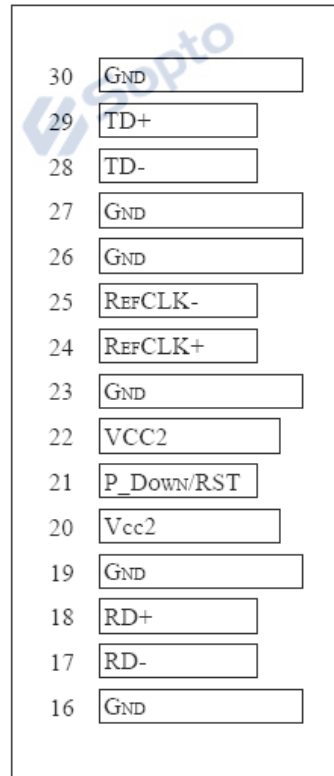 Sopto
30 GND
29 TD+
28 TD-
27 GND
26 GND
25 REFCLK-
24 REFCLK+
23 GND
22 VCC2
21 P_DOWN/RST
20 Vcc2
19 GND
18 RD+
17 RD-
16 GND